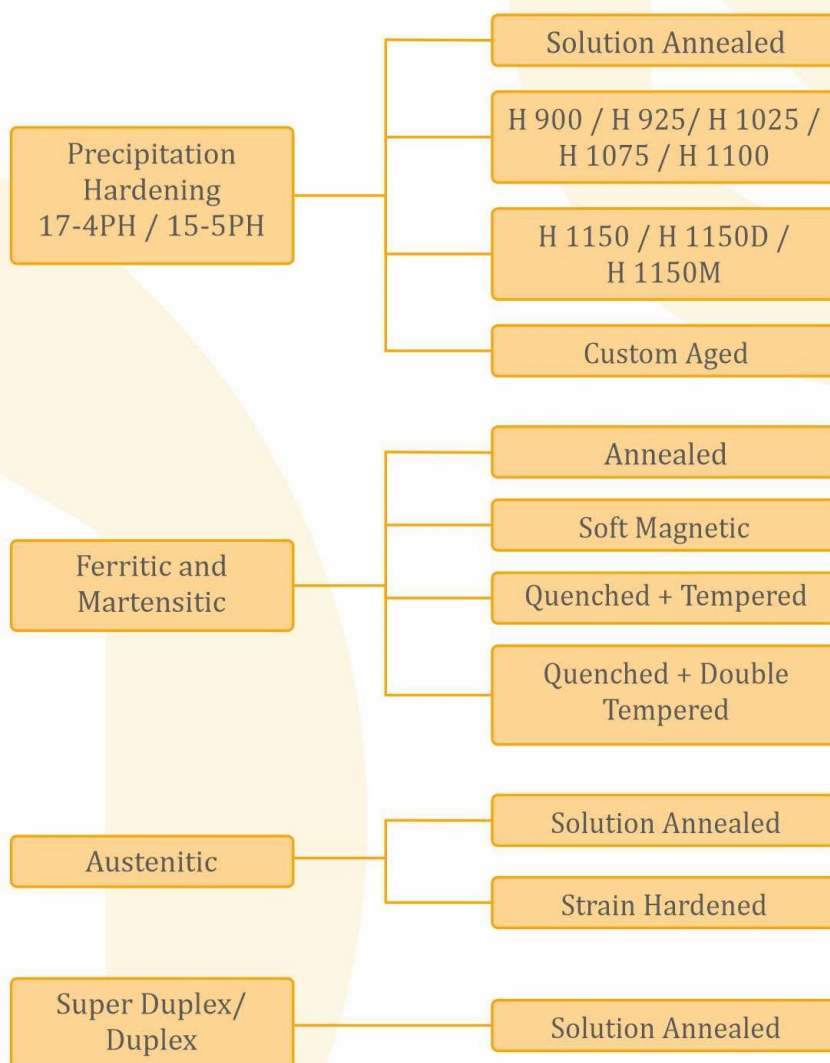 Precipitation
Hardening
17-4PH / 15-5PH
Solution Annealed
H 900 / H 925/ H 1025 /
H 1075 / H 1100
H 1150 / H 1150D /
H 1150M
Custom Aged
Ferritic and
Martensitic
Annealed
Soft Magnetic
Quenched + Tempered
Quenched + Double
Tempered
Austenitic
Solution Annealed
Strain Hardened
Super Duplex/
Duplex
Solution Annealed